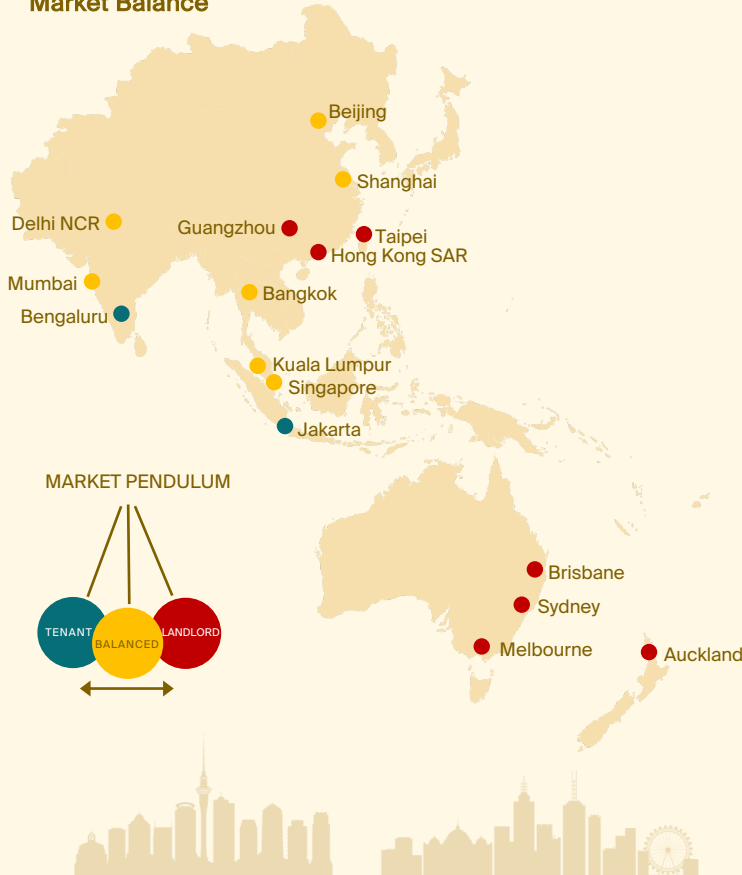 Market Balance
Beijing
Shanghai
Delhi NCR
Guangzhou
Taipei
Hong Kong SAR
Mumbai
Bangkok
Bengaluru
Kuala Lumpur
Singapore
Jakarta
MARKET PENDULUM
Brisbane
Sydney
TENANT
BALANCED
LANDLORD
Melbourne
Auckland